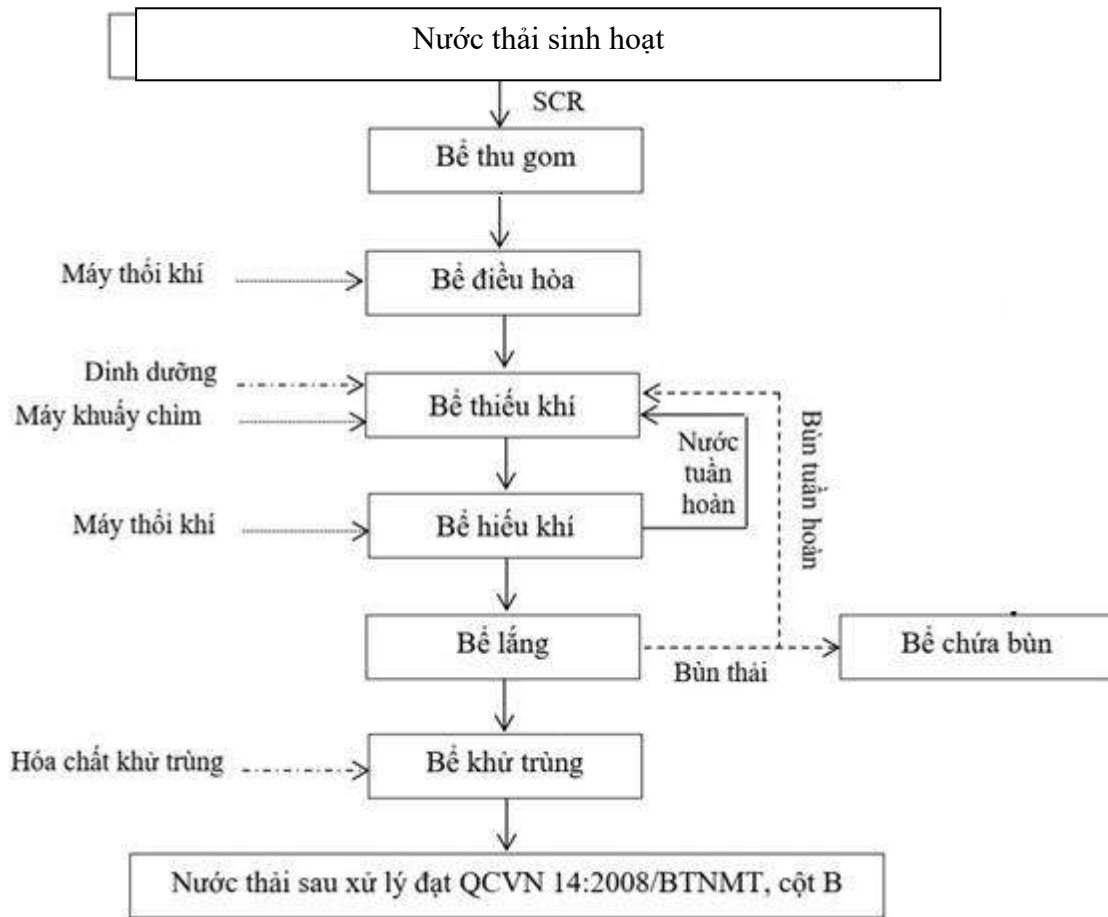 Nước thải sinh hoạt
SCR
Bể thu gom
Máy thổi khí
Bể điều hòa
Dinh dưỡng
Máy khuấy chìm
Bể thiếu khí
Nước
tuần
hoàn
Bùn tuần hoàn
Máy thổi khí
Bể hiếu khí
Bể lắng
Bùn thải
Bể chứa bùn
Hóa chất khử trùng
Bể khử trùng
Nước thải sau xử lý đạt QCVN 14:2008/BTNMT, cột B